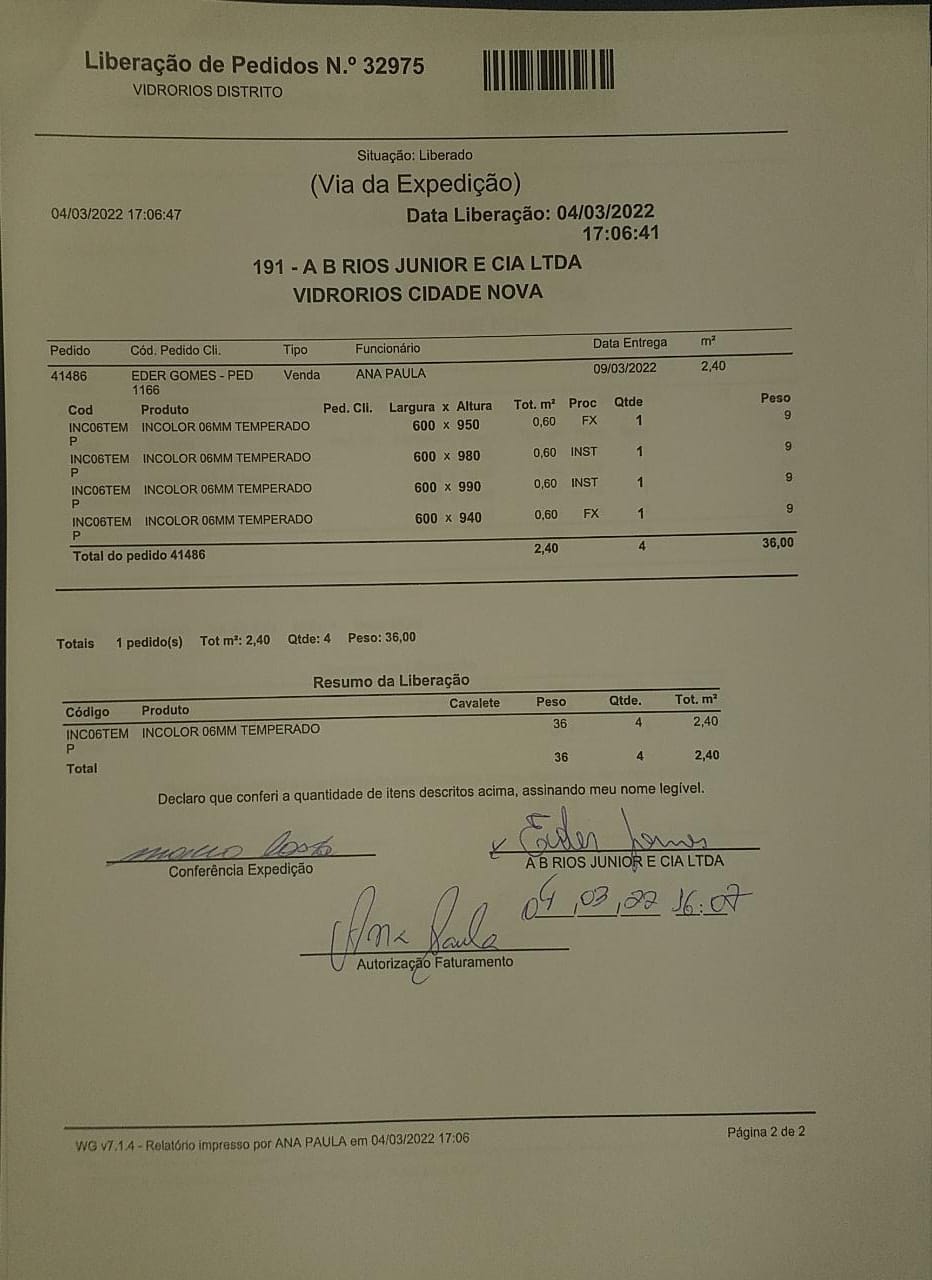 Liberação de Pedidos N.º 32975
VIDRORIOS DISTRITO
Situação: Liberado
(Via da Expedição)
04/03/2022 17:06:47 Data Liberação: 04/03/2022
17:06:41
191 - A B RIOS JUNIOR E CIA LTDA
VIDRORIOS CIDADE NOVA
Pedido Cód. Pedido Cli. Tipo Funcionário Data Entrega m²
41486 EDER GOMES - PED Venda ANA PAULA 09/03/2022 2,40
1166
Cod Produto Ped. Cli. Largura x Altura Tot. m² Proc Qtde Peso
INC06TEM INCOLOR 06MM TEMPERADO 600 x 950 0,60 FX 1 9
P
INC06TEM INCOLOR 06MM TEMPERADO 600 x 980 0,60 INST 1 9
P
INC06TEM INCOLOR 06MM TEMPERADO 600 x 990 0,60 INST 1 9
P
INC06TEM INCOLOR 06MM TEMPERADO 600 x 940 0,60 FX 1 9
P
Total do pedido 41486 2,40 4 36,00
Totais 1 pedido(s) Tot m²: 2,40 Qtde: 4 Peso: 36,00
Resumo da Liberação
Código Produto Cavalete Peso Qtde. Tot. m²
INC06TEM INCOLOR 06MM TEMPERADO 36 4 2,40
P
Total 36 4 2,40
Declaro que conferi a quantidade de itens descritos acima, assinando meu nome legível.
Costa Eder Gomes
Conferência Expedição A B RIOS JUNIOR E CIA LTDA
04,03,22 16:07
Ana Paula
Autorização Faturamento
WG v7.1.4 - Relatório impresso por ANA PAULA em 04/03/2022 17:06 Página 2 de 2